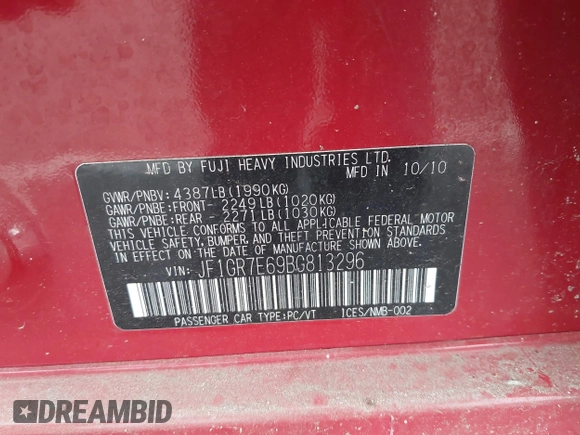 MFD BY FUJI HEAVY INDUSTRIES LTD.
MFD IN 10/10
GVWR/PNBV: 4387LB(1990KG)
GAWR/PNBE:FRONT- 2249LB(1020KG)
GAWR/PNBE:REAR - 2271LB(1030KG)
THIS VEHICLE CONFORMS TO ALL APPLICABLE FEDERAL MOTOR
VEHICLE SAFETY, BUMPER, AND THEFT PREVENTION STANDARDS
IN EFFECT ON THE DATE OF MANUFACTURE SHOWN ABOVE.
VIN: JF1GR7E69BG813296
PASSENGER CAR TYPE:PC/VT ICES/NMB-002
DREAMBID